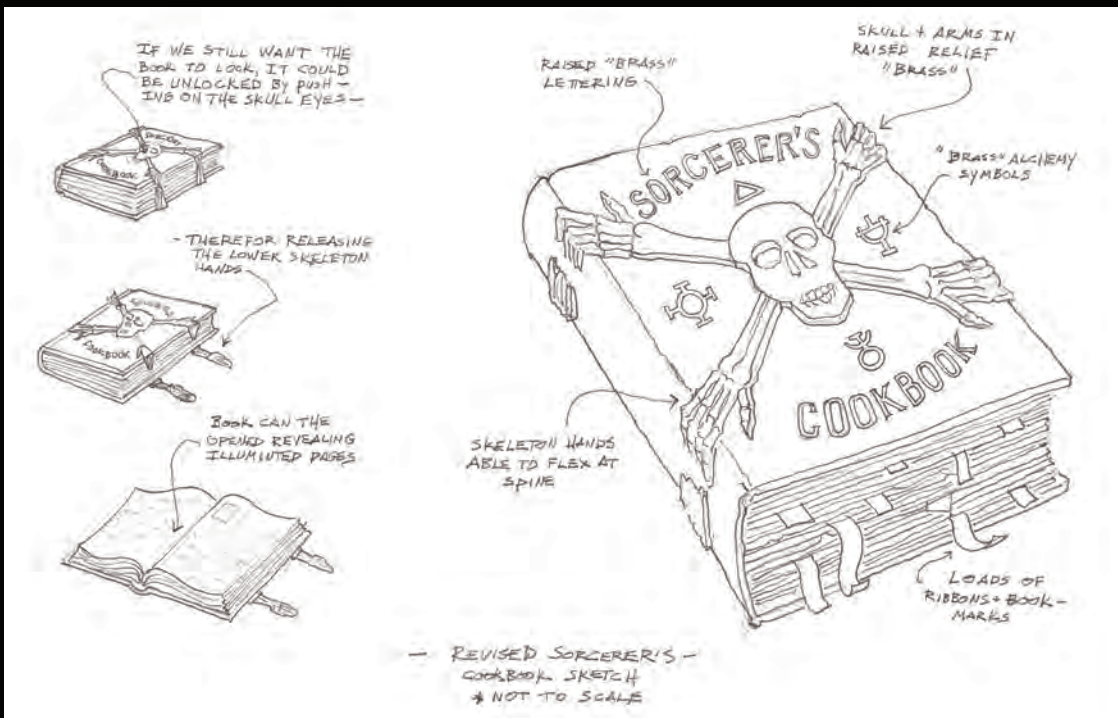 IF WE STILL WANT THE
BOOK TO LOCK, IT COULD
BE UNLOCKED BY PUSH-
ING ON THE SKULL EYES-
- THEREFOR RELEASING
THE LOWER SKELETON
HANDS
BOOK CAN THE
OPENED REVEALING
ILLUMINTED PAGES
RAISED "BRASS"
LETTERING
SKULL + ARMS IN
RAISED RELIEF
"BRASS"
"BRASS" ALCHEMY
SYMBOLS
SORCERER'S
COOKBOOK
SKELETON HANDS
ABLE TO FLEX AT
SPINE
LOADS OF
RIBBONS + BOOK-
MARKS
- REVISED SORCERER'S -
COOKBOOK SKETCH
* NOT TO SCALE
COOKBOOK
COOKBOOK